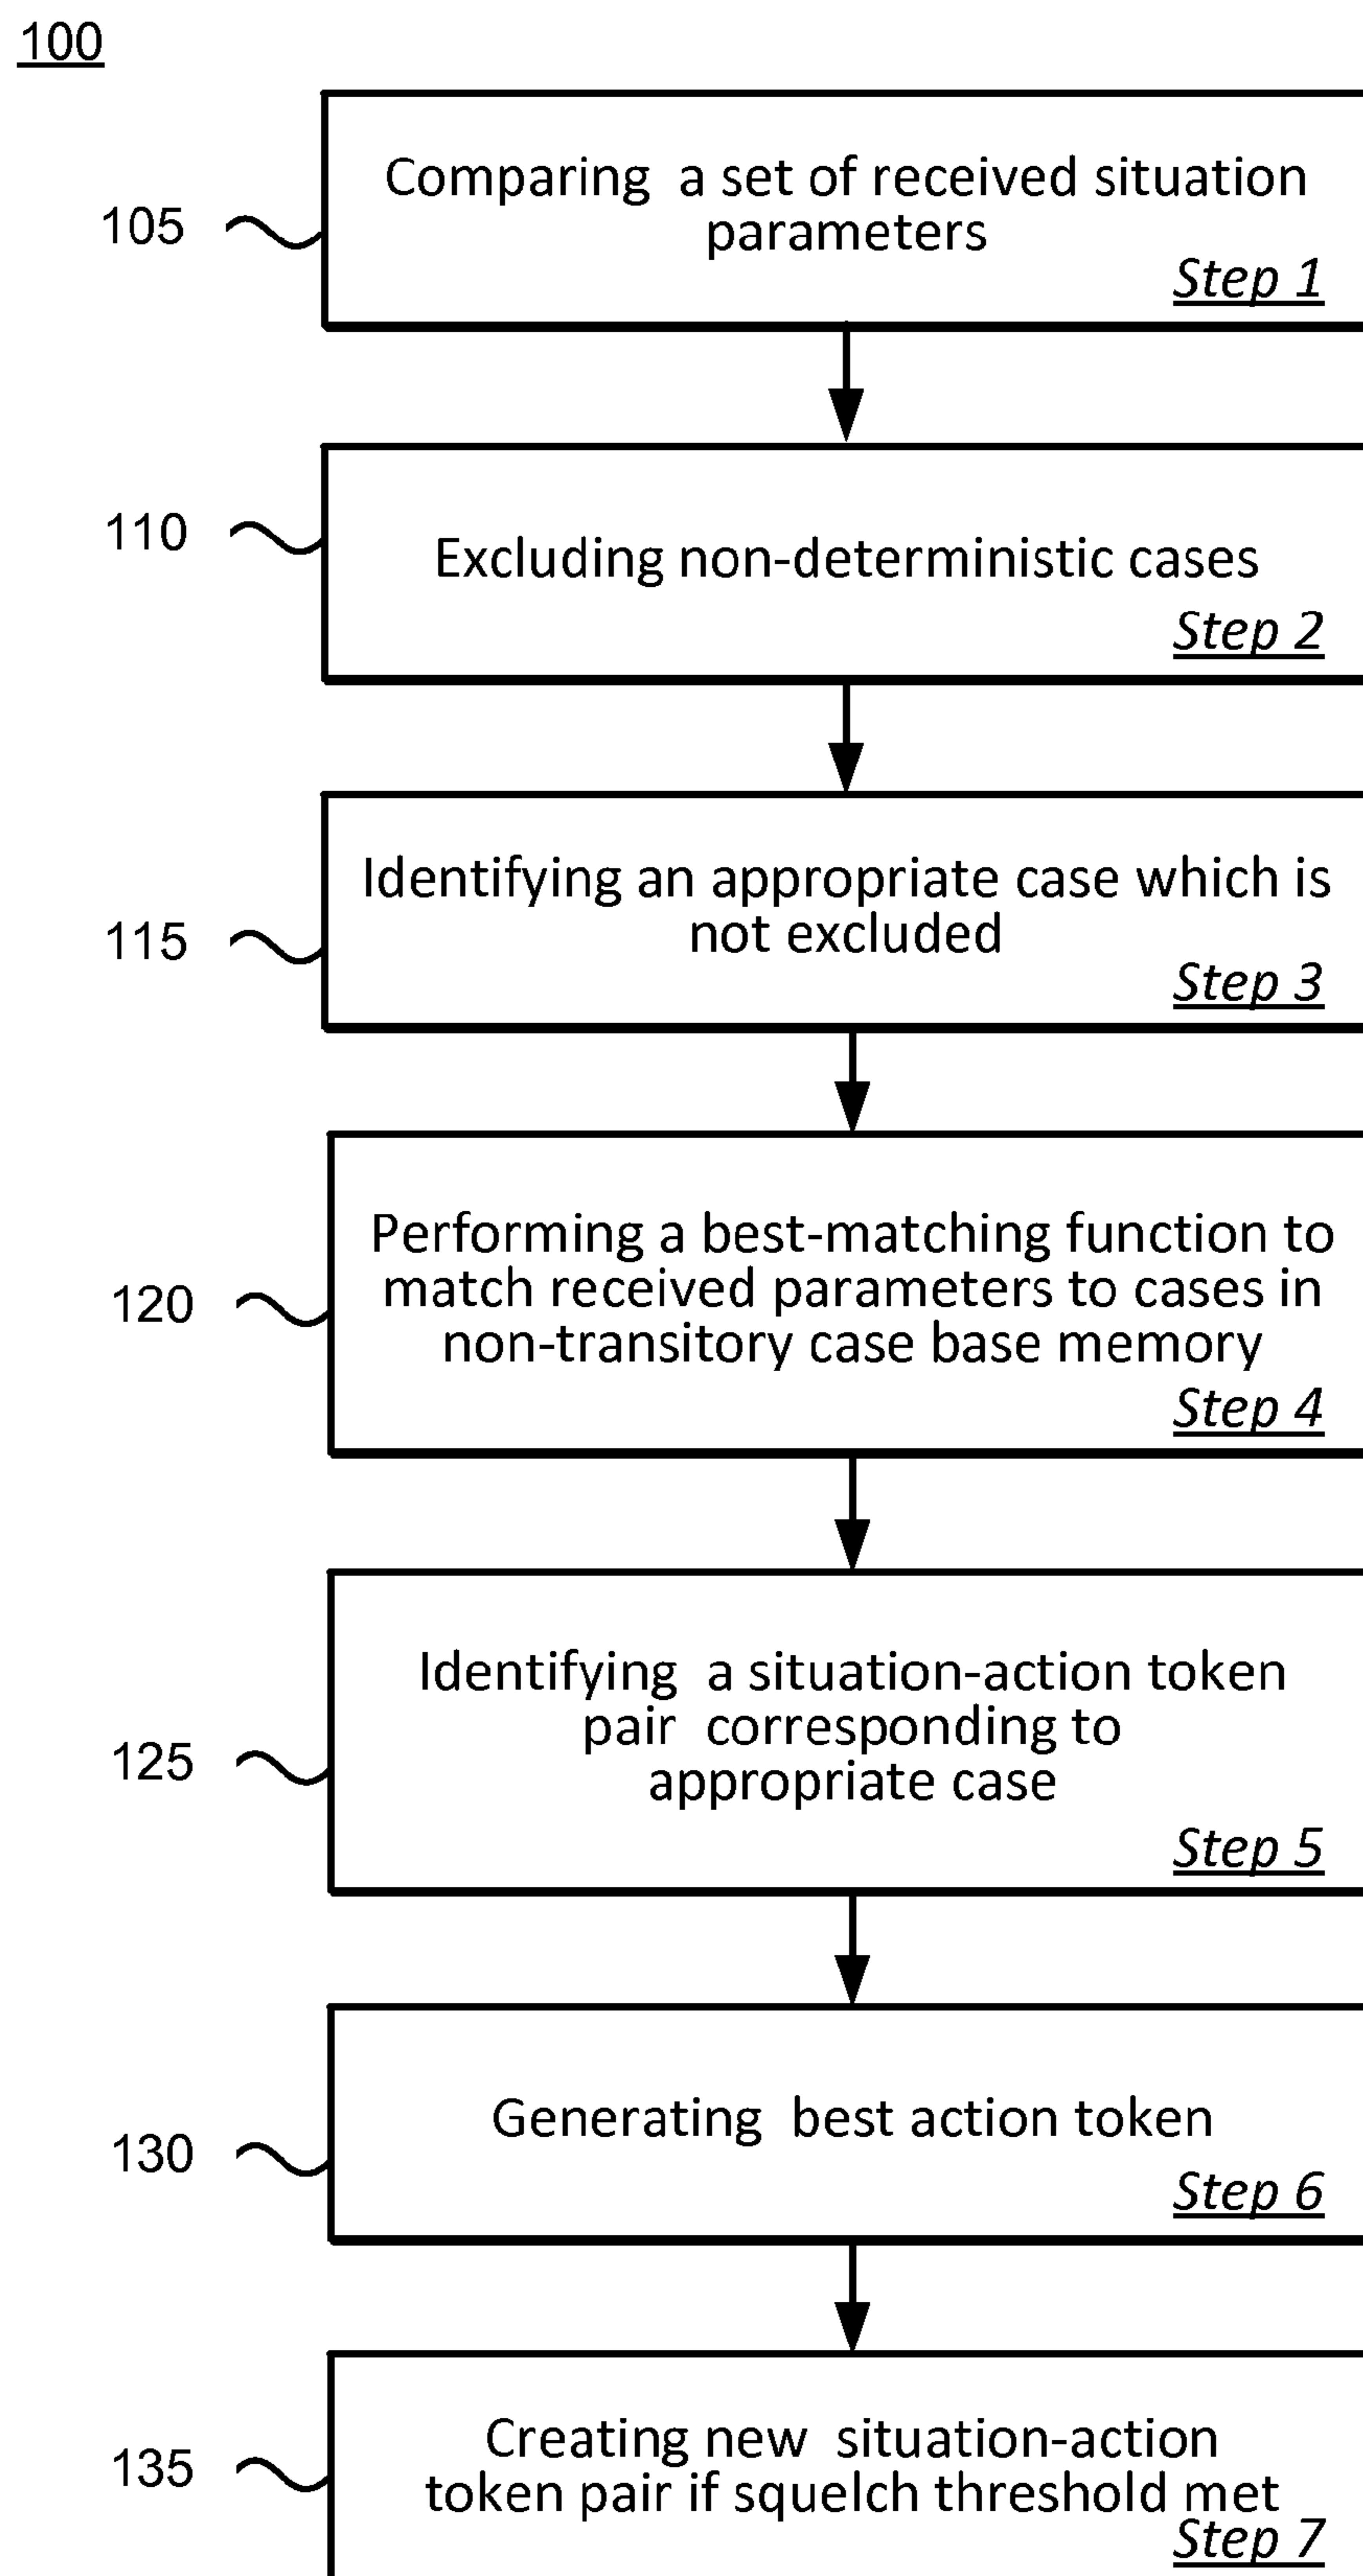 100
105
Comparing a set of received situation
parameters
Step 1
110
Excluding non-deterministic cases
Step 2
115
Identifying an appropriate case which is
not excluded
Step 3
120
Performing a best-matching function to
match received parameters to cases in
non-transitory case base memory
Step 4
125
Identifying a situation-action token
pair corresponding to
appropriate case
Step 5
130
Generating best action token
Step 6
135
Creating new situation-action
token pair if squelch threshold met
Step 7